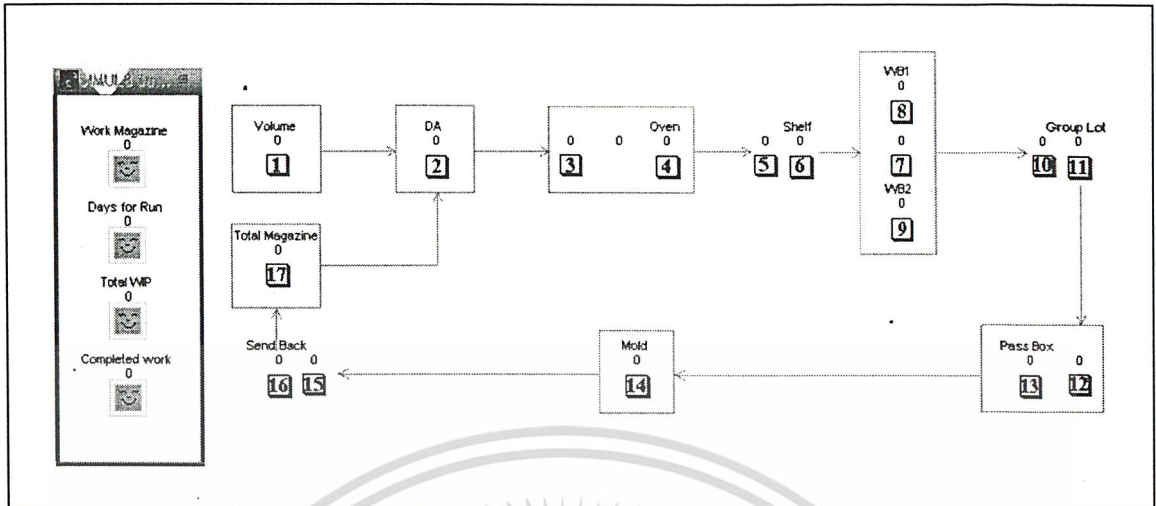 Work Magazine
0
Days for Run
0
Total WIP
0
Completed work
0
Volume
0
1
DA
0
2
Oven
0 0 0
3 4
Shelf
0 0
5 6
WB1
0
8
0
7
WB2
0
9
Group Lot
0 0
10 11
Total Magazine
0
17
Send Back
0 0
16 15
Mold
0
14
Pass Box
0 0
13 12